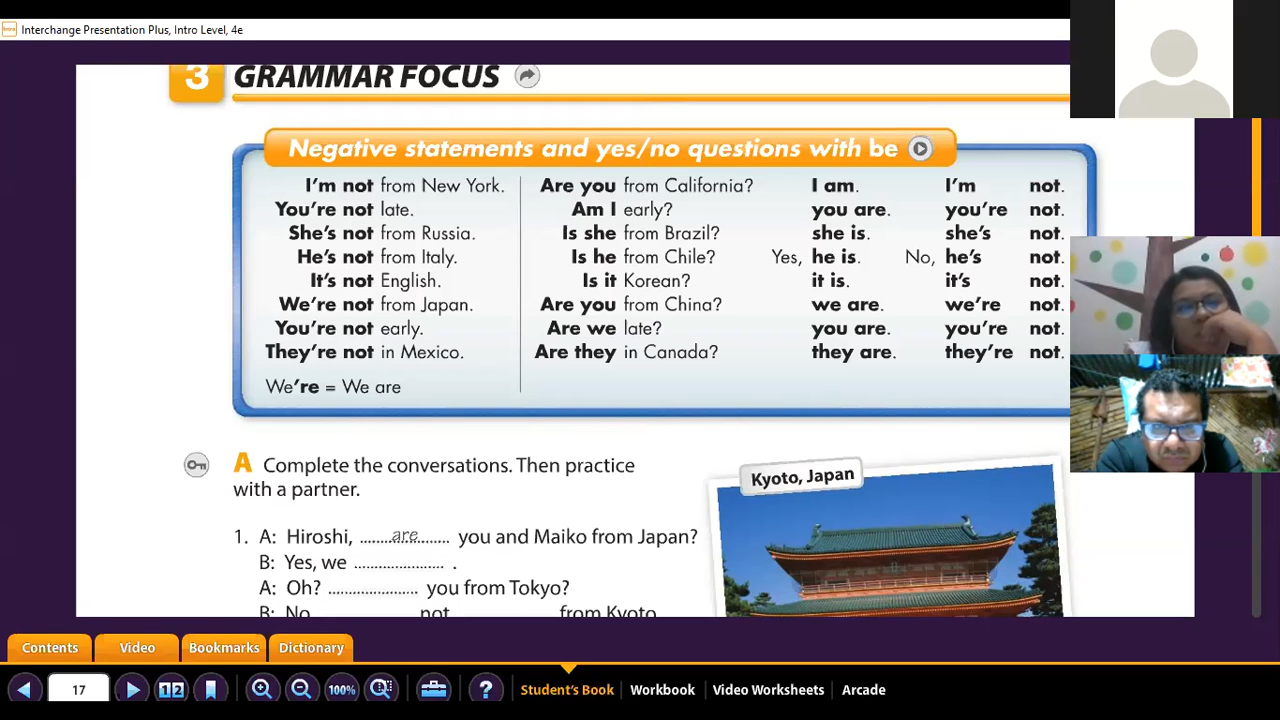 Interchange Presentation Plus, Intro Level, 4e
3 GRAMMAR FOCUS
Negative statements and yes/no questions with be
I'm not from New York. Are you from California? I am. I'm not.
You're not late. Am I early? you are. you're not.
She's not from Russia. Is she from Brazil? she is. she's not.
He's not from Italy. Is he from Chile? Yes, he is. No, he's not.
It's not English. Is it Korean? it is. it's not.
We're not from Japan. Are you from China? we are. we're not.
You're not early. Are we late? you are. you're not.
They're not in Mexico. Are they in Canada? they are. they're not.
We're = We are
A Complete the conversations. Then practice
with a partner.
Kyoto, Japan
1. A: Hiroshi, ........are........ you and Maiko from Japan?
B: Yes, we ...................... .
A: Oh? ...................... you from Tokyo?
B: No not from Kyoto
Contents Video Bookmarks Dictionary
17 1 2 100% ? Student's Book Workbook Video Worksheets Arcade